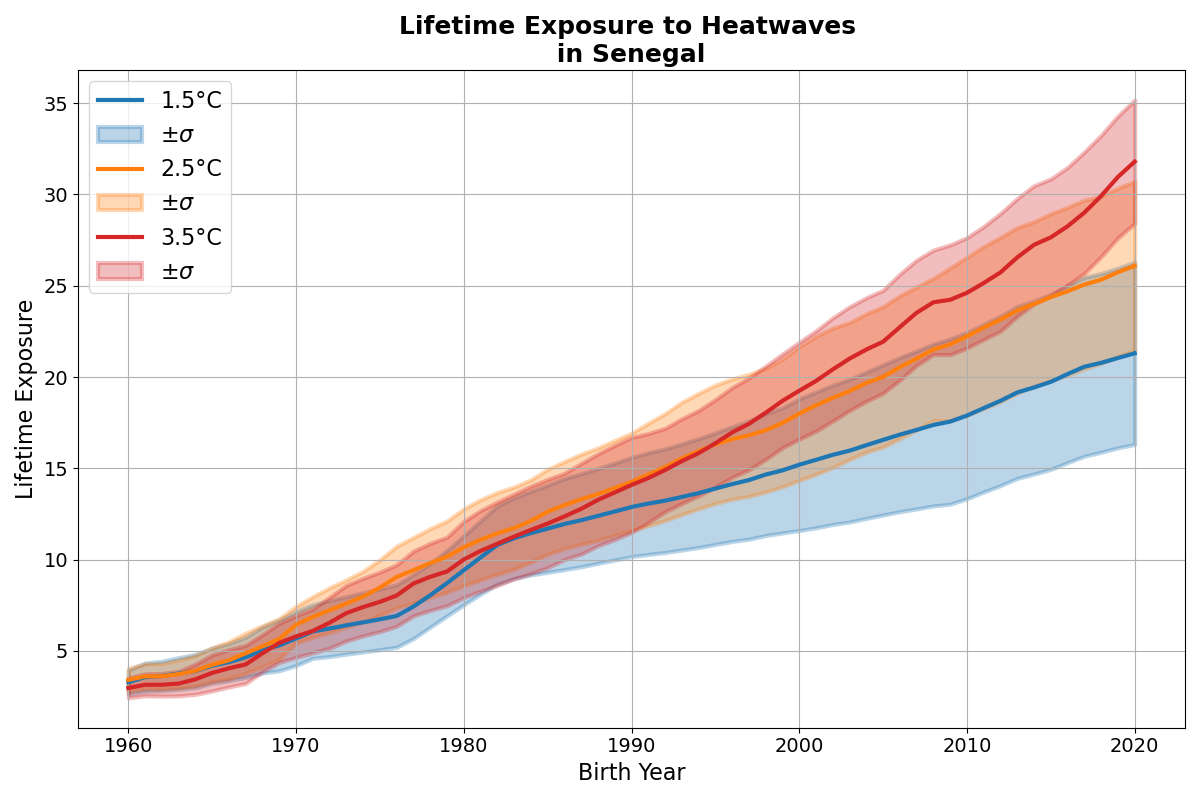 Lifetime Exposure to Heatwaves
in Senegal
1.5°C
±σ
2.5°C
±σ
3.5°C
±σ
Lifetime Exposure
35
30
25
20
15
10
5
1960
1970
1980
1990
2000
2010
2020
Birth Year